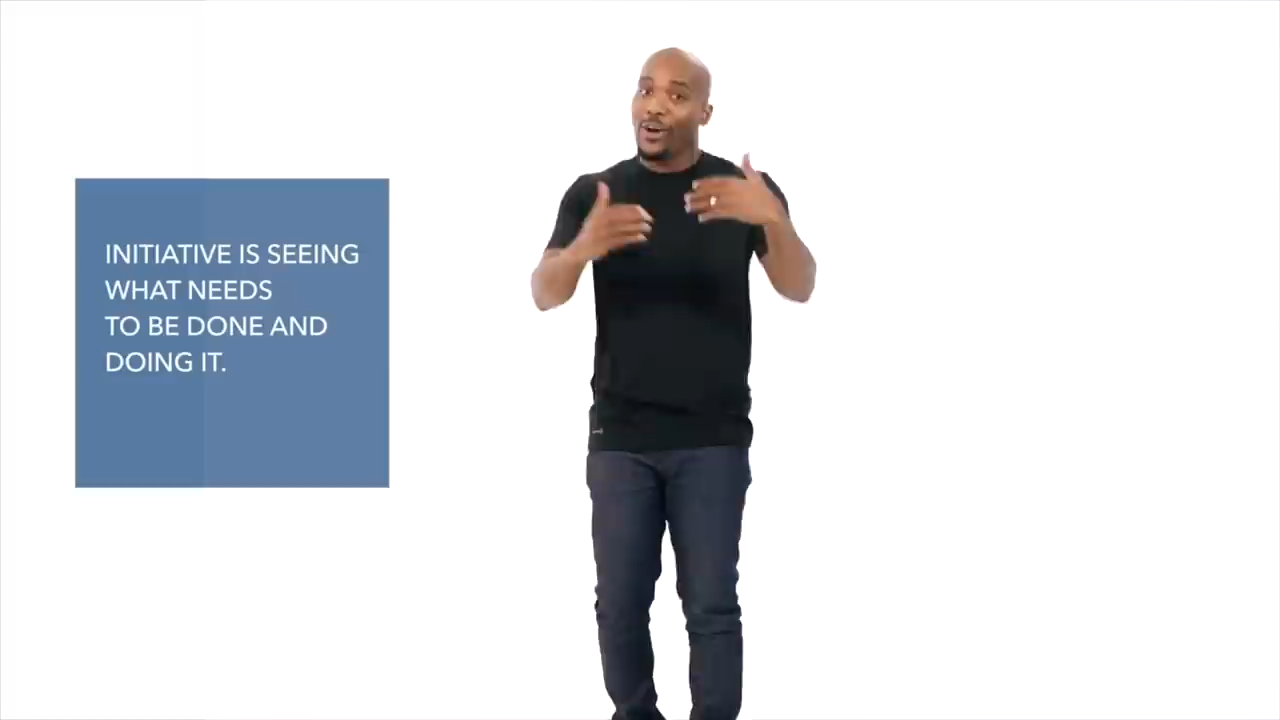 INITIATIVE IS SEEING
WHAT NEEDS
TO BE DONE AND
DOING IT.